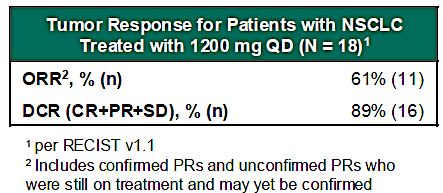 Tumor Response for Patients with NSCLC
Treated with 1200 mg QD (N = 18)¹
ORR², % (n) 61% (11)
DCR (CR+PR+SD), % (n) 89% (16)
¹ per RECIST v1.1
² Includes confirmed PRs and unconfirmed PRs who
were still on treatment and may yet be confirmed